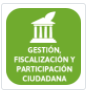 GESTIÓN,
FISCALIZACIÓN Y
PARTICIPACIÓN
CIUDADANA